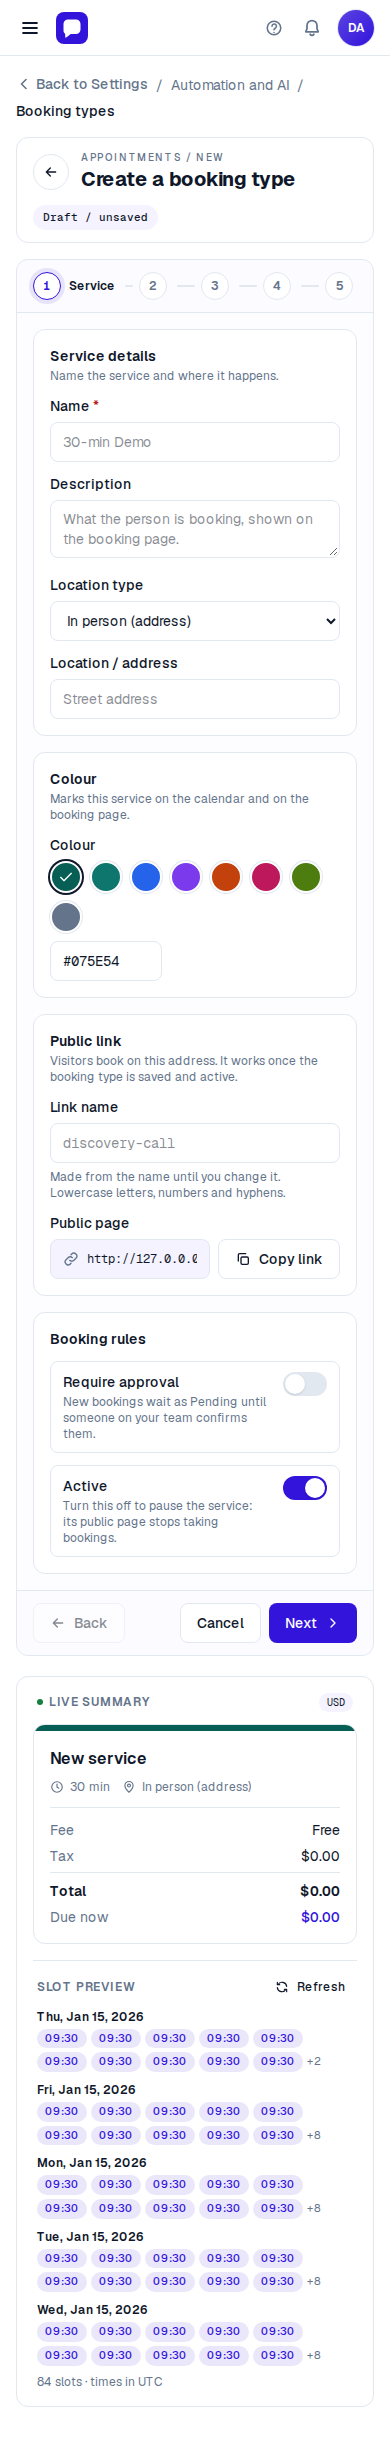 DA
Back to Settings / Automation and AI /
Booking types
APPOINTMENTS / NEW
Create a booking type
Draft / unsaved
1 Service 2 3 4 5
Service details
Name the service and where it happens.
Name *
30-min Demo
Description
What the person is booking, shown on
the booking page.
Location type
In person (address)
Location / address
Street address
Colour
Marks this service on the calendar and on the
booking page.
Colour
#075E54
Public link
Visitors book on this address. It works once the
booking type is saved and active.
Link name
discovery-call
Made from the name until you change it.
Lowercase letters, numbers and hyphens.
Public page
http://127.0.0.0 Copy link
Booking rules
Require approval
New bookings wait as Pending until
someone on your team confirms
them.
Active
Turn this off to pause the service:
its public page stops taking
bookings.
Back Cancel Next
LIVE SUMMARY USD
New service
30 min In person (address)
Fee Free
Tax $0.00
Total $0.00
Due now $0.00
SLOT PREVIEW Refresh
Thu, Jan 15, 2026
09:30 09:30 09:30 09:30 09:30
09:30 09:30 09:30 09:30 09:30 +2
Fri, Jan 15, 2026
09:30 09:30 09:30 09:30 09:30
09:30 09:30 09:30 09:30 09:30 +8
Mon, Jan 15, 2026
09:30 09:30 09:30 09:30 09:30
09:30 09:30 09:30 09:30 09:30 +8
Tue, Jan 15, 2026
09:30 09:30 09:30 09:30 09:30
09:30 09:30 09:30 09:30 09:30 +8
Wed, Jan 15, 2026
09:30 09:30 09:30 09:30 09:30
09:30 09:30 09:30 09:30 09:30 +8
84 slots · times in UTC